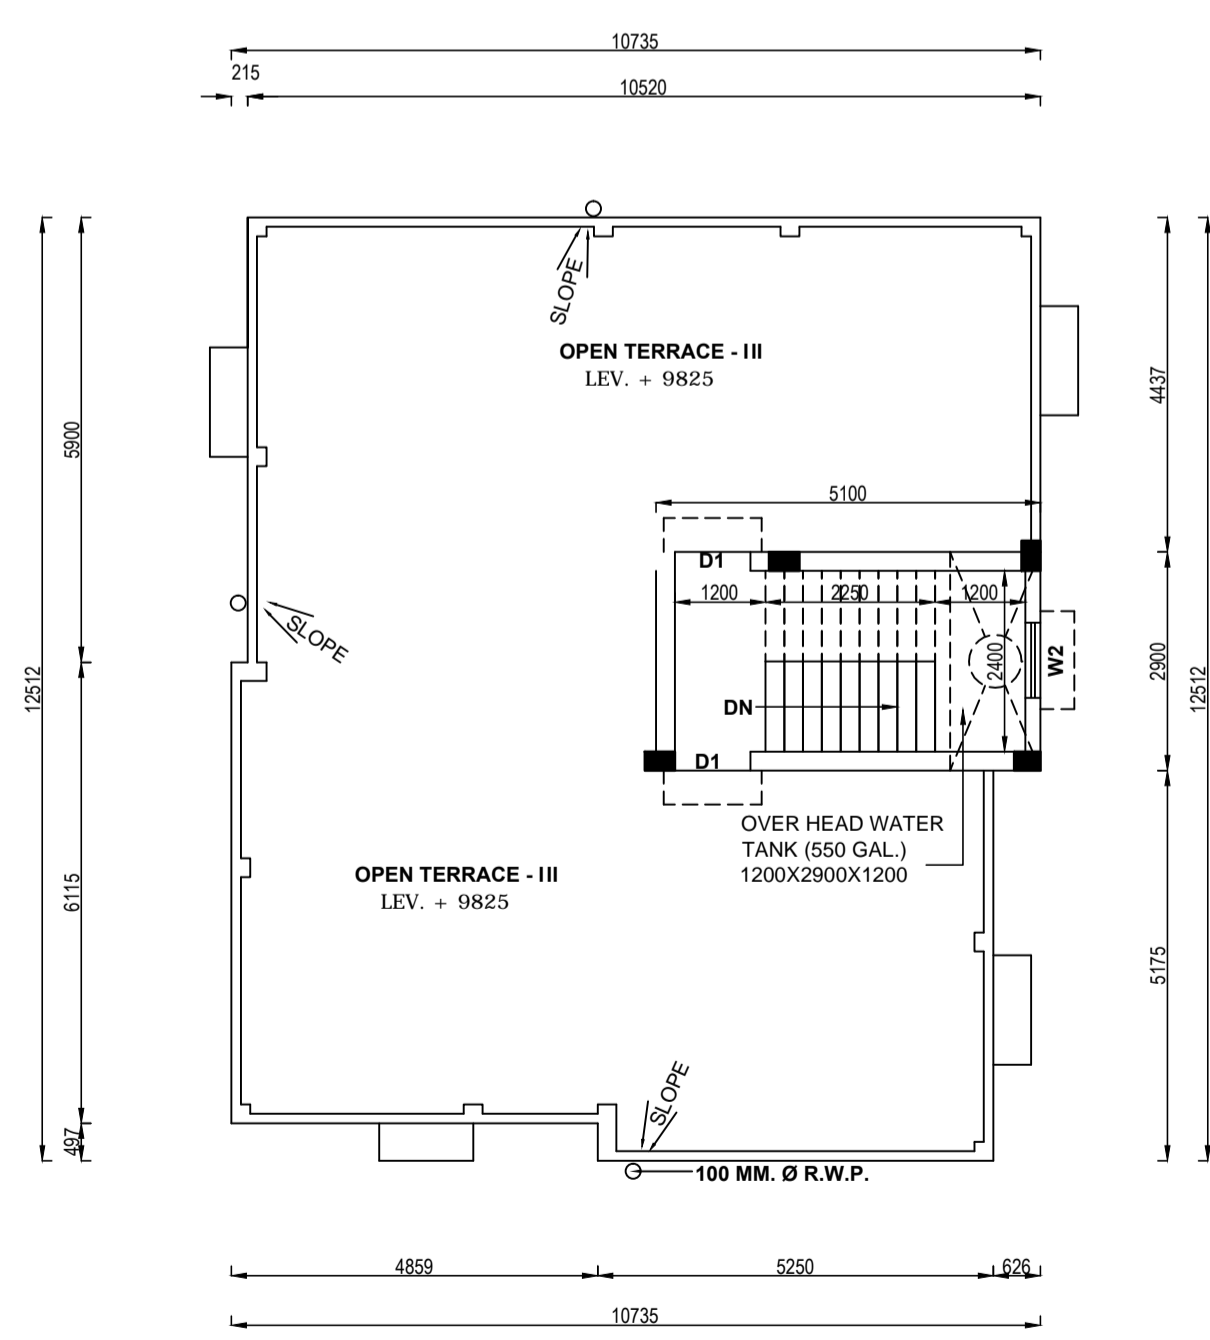 10735
215
10520
SLOPE
OPEN TERRACE - III
LEV. + 9825
5900
4437
12512
5100
D1
1200
2250
1200
SLOPE
2400
W2
2900
12512
DN
D1
OVER HEAD WATER
TANK (550 GAL.)
1200X2900X1200
OPEN TERRACE - III
LEV. + 9825
6115
5175
SLOPE
497
100 MM. Ø R.W.P.
4859
5250
626
10735